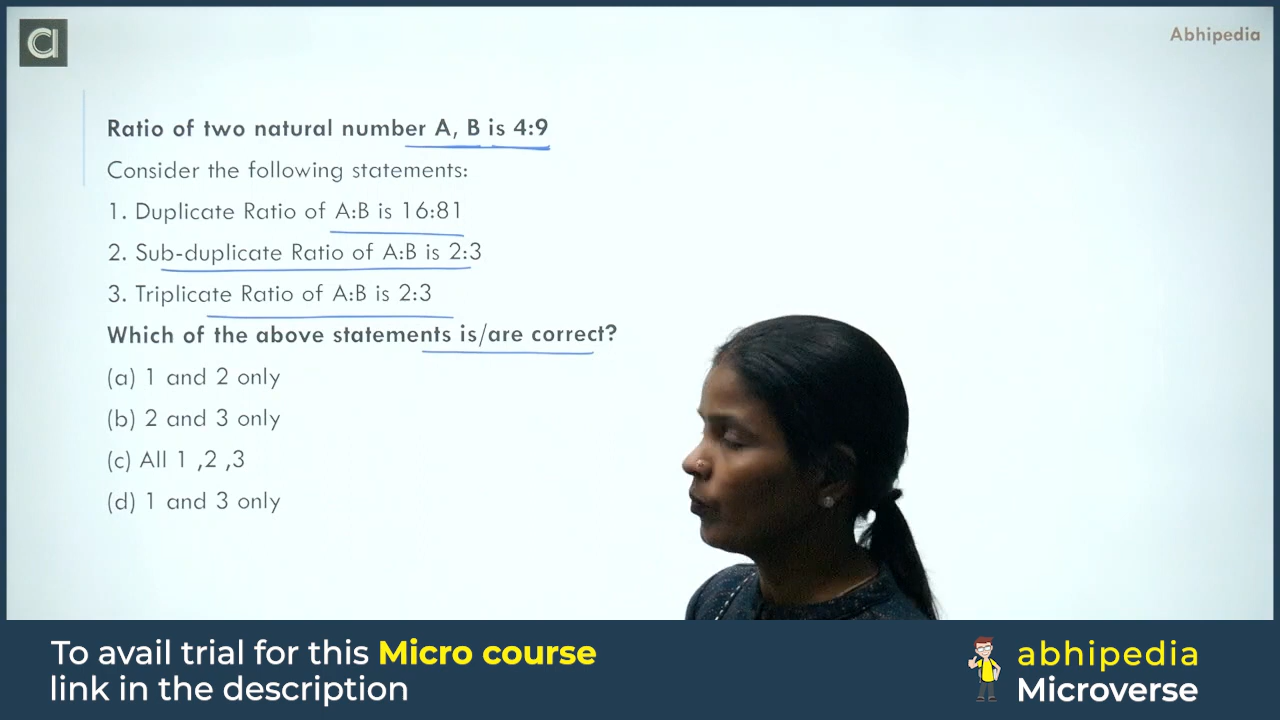 Abhipedia
Ratio of two natural number A, B is 4:9
Consider the following statements:
1. Duplicate Ratio of A:B is 16:81
2. Sub-duplicate Ratio of A:B is 2:3
3. Triplicate Ratio of A:B is 2:3
Which of the above statements is/are correct?
(a) 1 and 2 only
(b) 2 and 3 only
(c) All 1 ,2 ,3
(d) 1 and 3 only
To avail trial for this Micro course
link in the description
abhipedia
Microverse